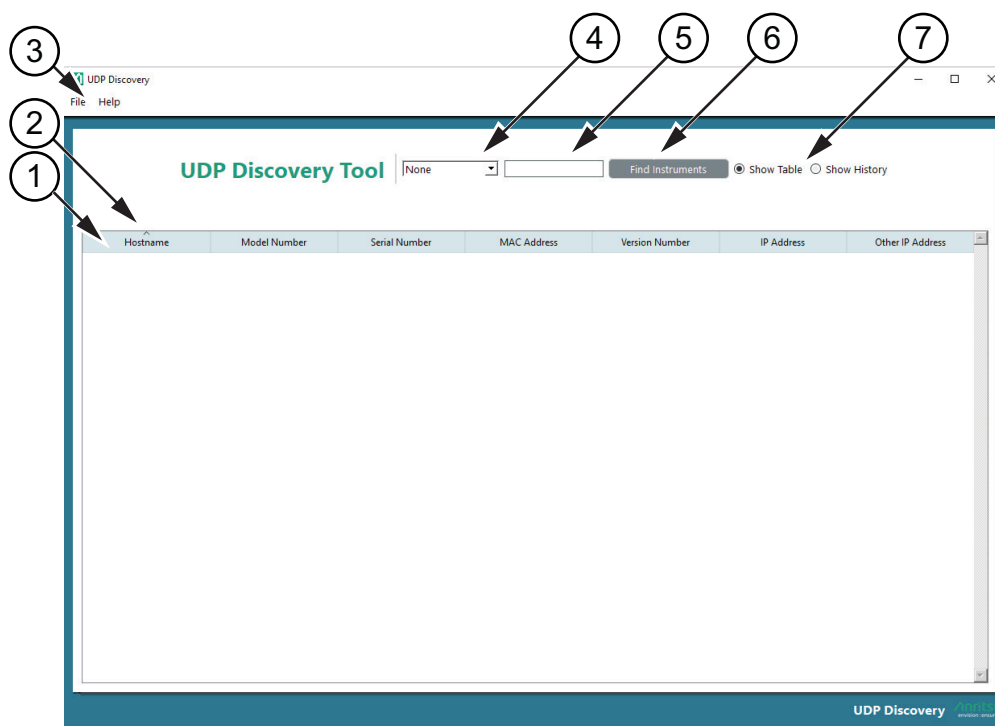 3 4 5 6 7
UDP Discovery
File Help
2
1
UDP Discovery Tool None Find Instruments Show Table Show History
Hostname Model Number Serial Number MAC Address Version Number IP Address Other IP Address
UDP Discovery